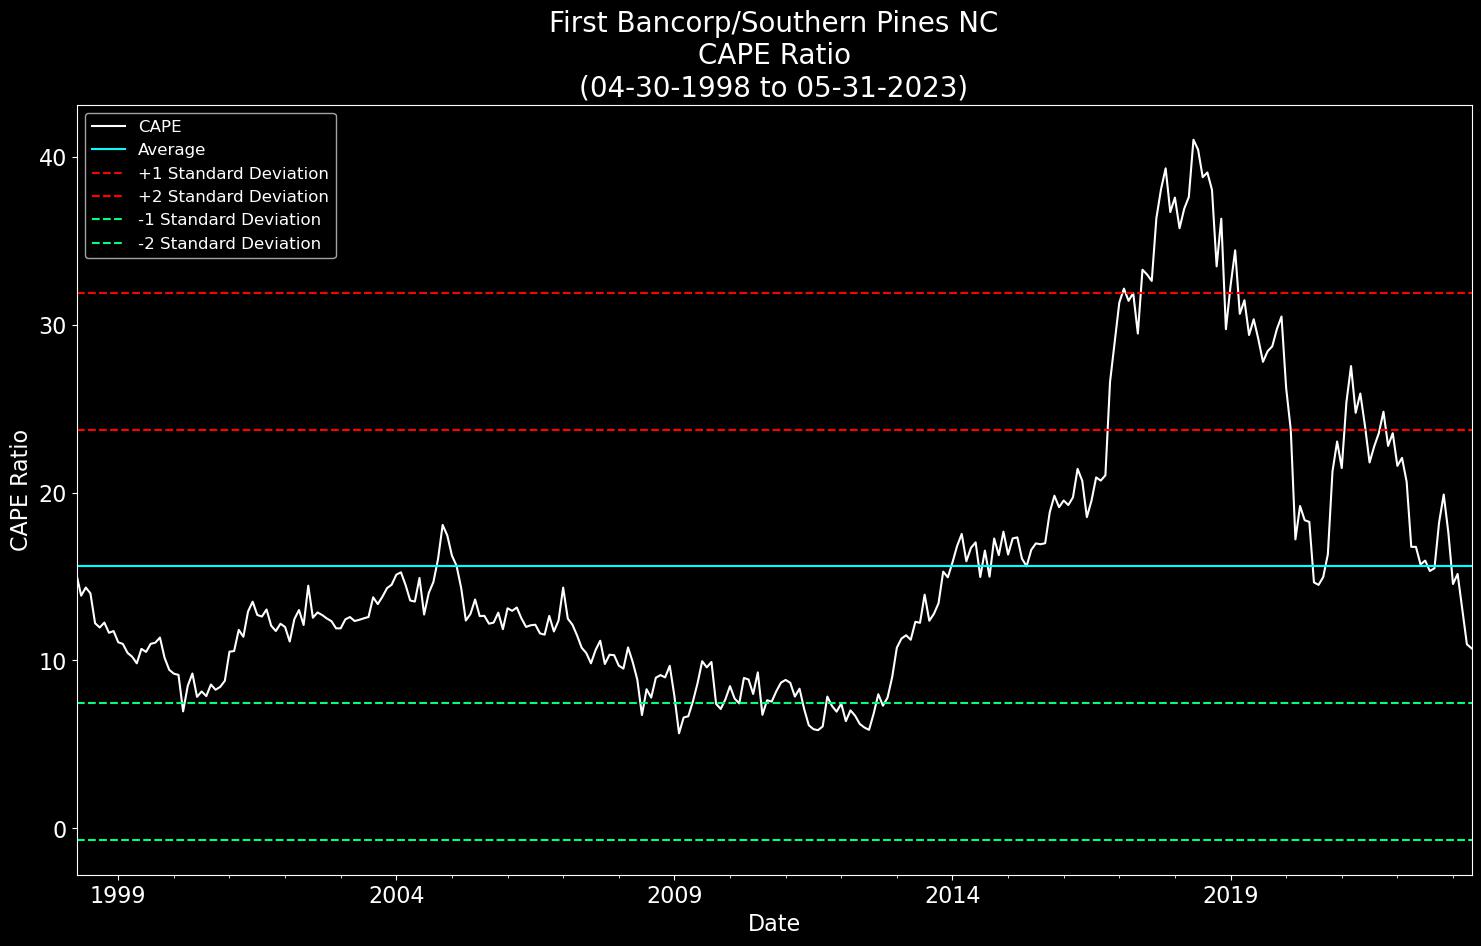 First Bancorp/Southern Pines NC
CAPE Ratio
(04-30-1998 to 05-31-2023)
CAPE
Average
+1 Standard Deviation
+2 Standard Deviation
-1 Standard Deviation
-2 Standard Deviation
40
30
20
10
0
CAPE Ratio
1999 2004 2009 2014 2019
Date